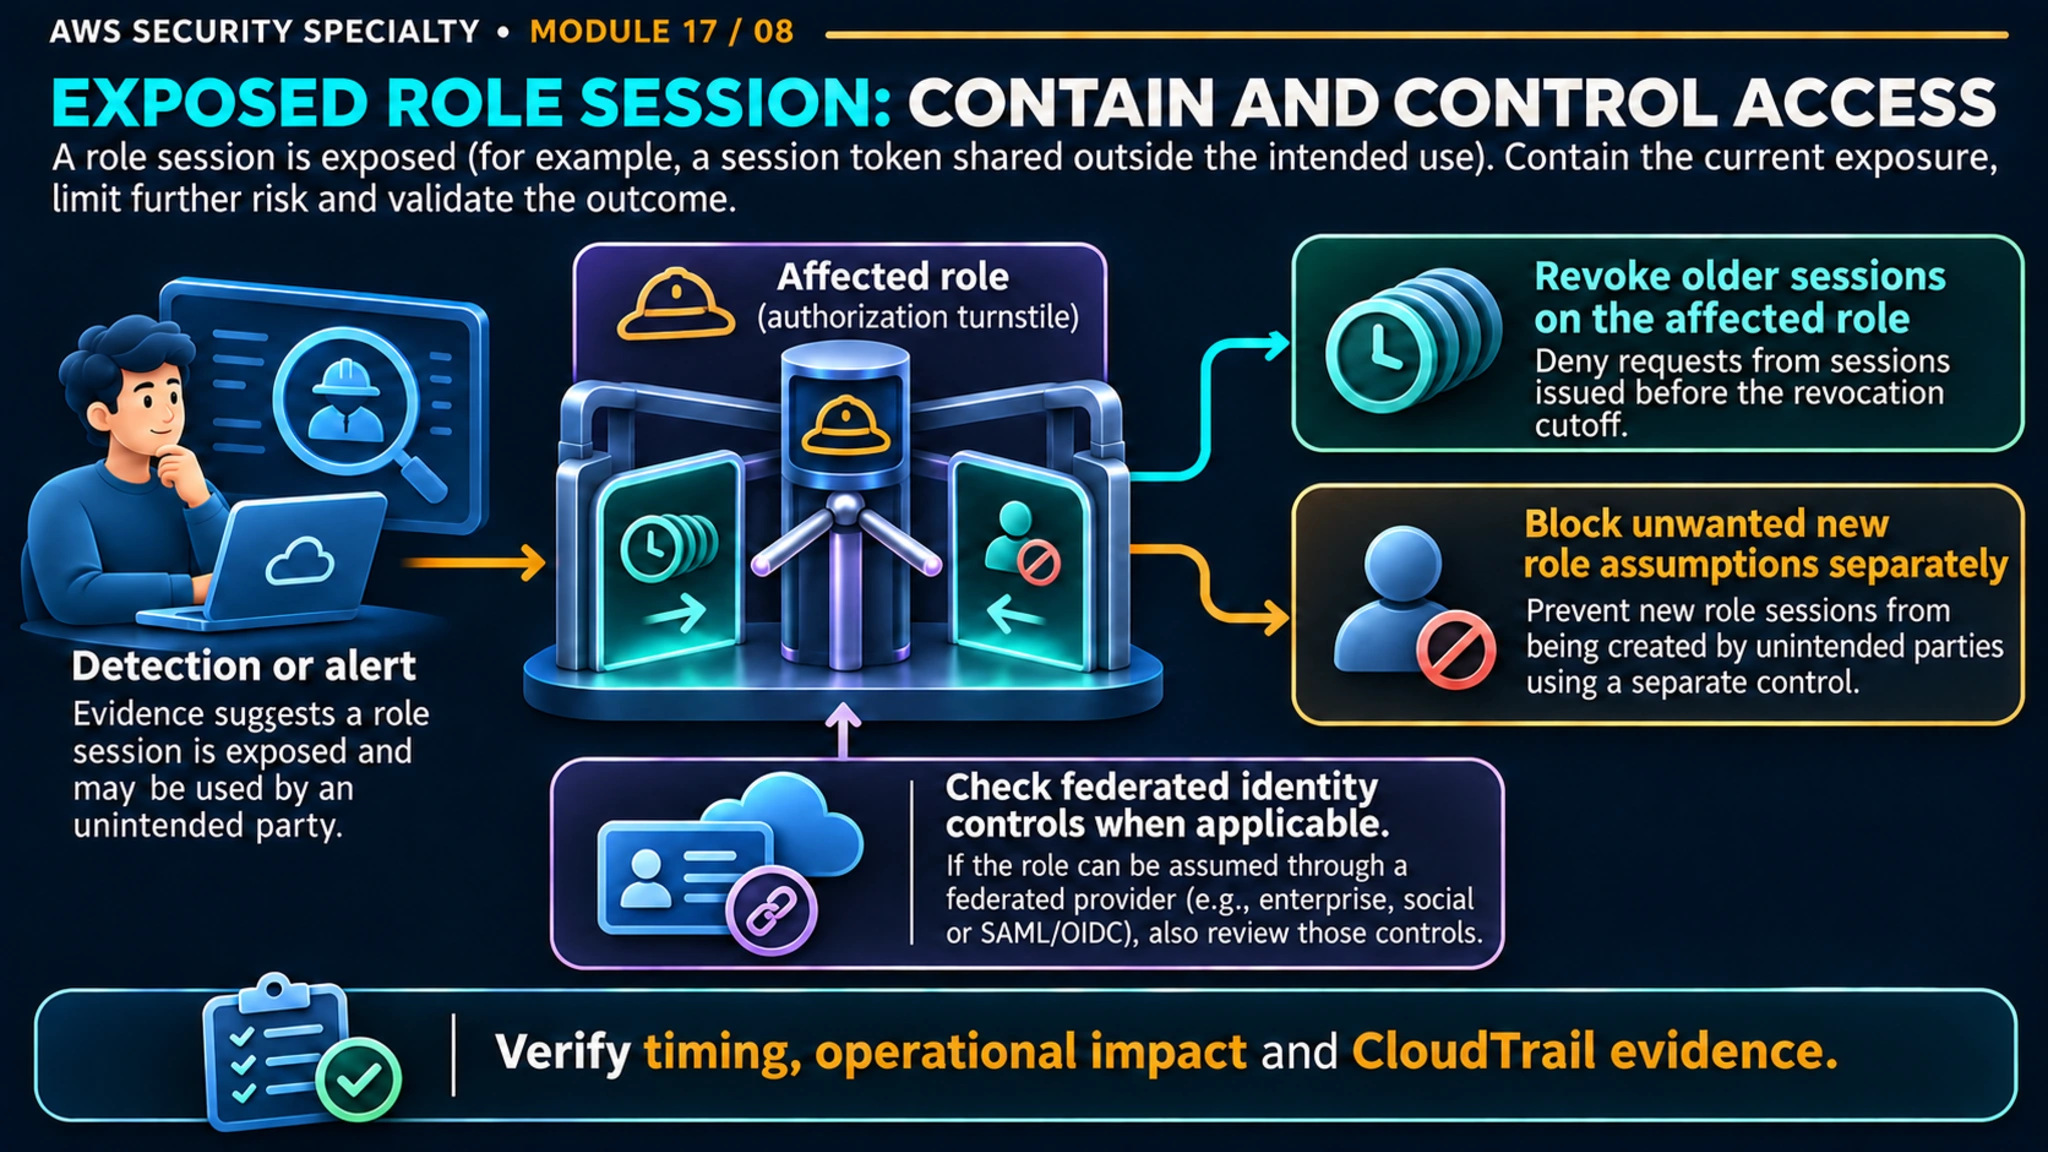 AWS SECURITY SPECIALTY • MODULE 17 / 08
EXPOSED ROLE SESSION: CONTAIN AND CONTROL ACCESS
A role session is exposed (for example, a session token shared outside the intended use). Contain the current exposure,
limit further risk and validate the outcome.
Affected role
(authorization turnstile)
Revoke older sessions
on the affected role
Deny requests from sessions
issued before the revocation
cutoff.
Block unwanted new
role assumptions separately
Prevent new role sessions from
being created by unintended parties
using a separate control.
Detection or alert
Evidence suggests a role
session is exposed and
may be used by an
unintended party.
Check federated identity
controls when applicable.
If the role can be assumed through a
federated provider (e.g., enterprise, social
or SAML/OIDC), also review those controls.
Verify timing, operational impact and CloudTrail evidence.